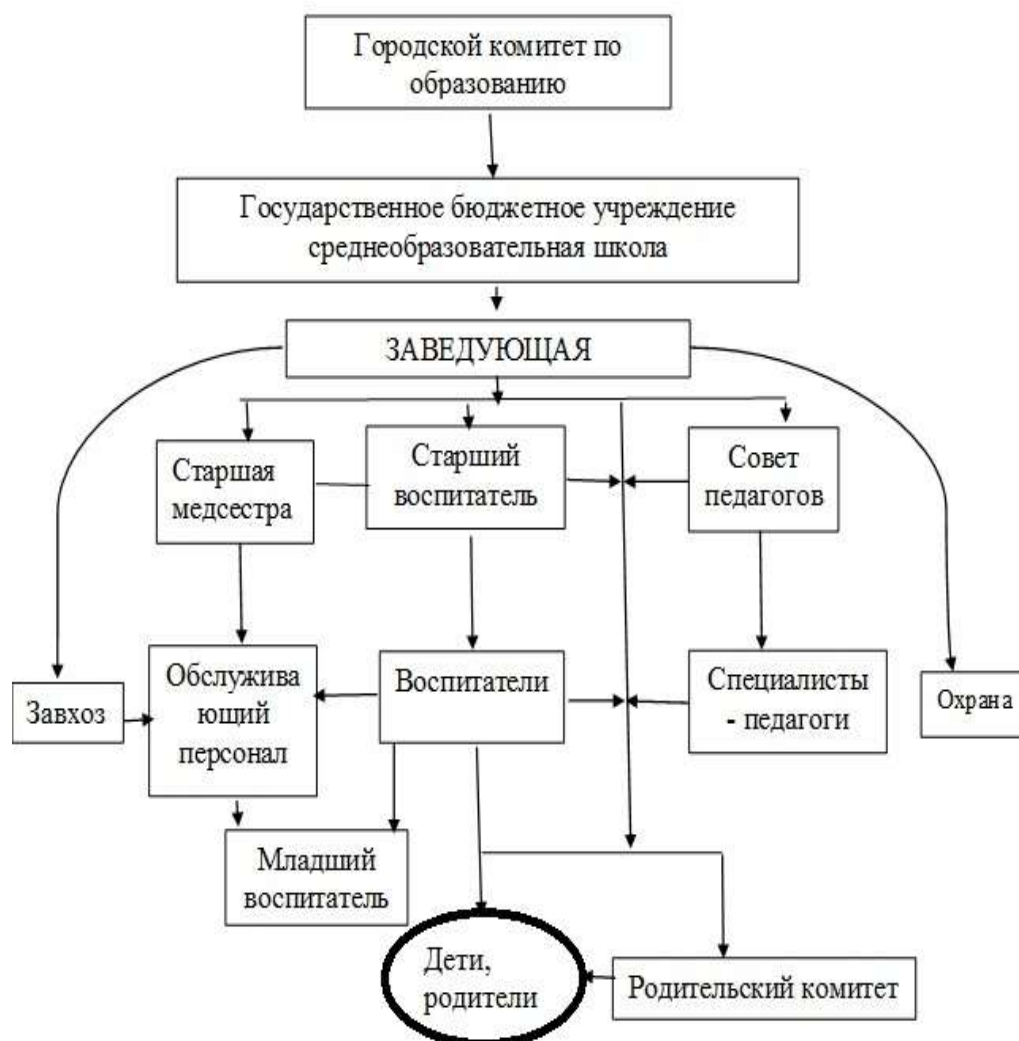 Городской комитет по
образованию
Государственное бюджетное учреждение
среднеобразовательная школа
ЗАВЕДУЮЩАЯ
Старшая
медсестра
Старший
воспитатель
Совет
педагогов
Завхоз
Обслужива
ющий
персонал
Воспитатели
Специалисты
- педагоги
Охрана
Младший
воспитатель
Дети,
родители
Родительский комитет